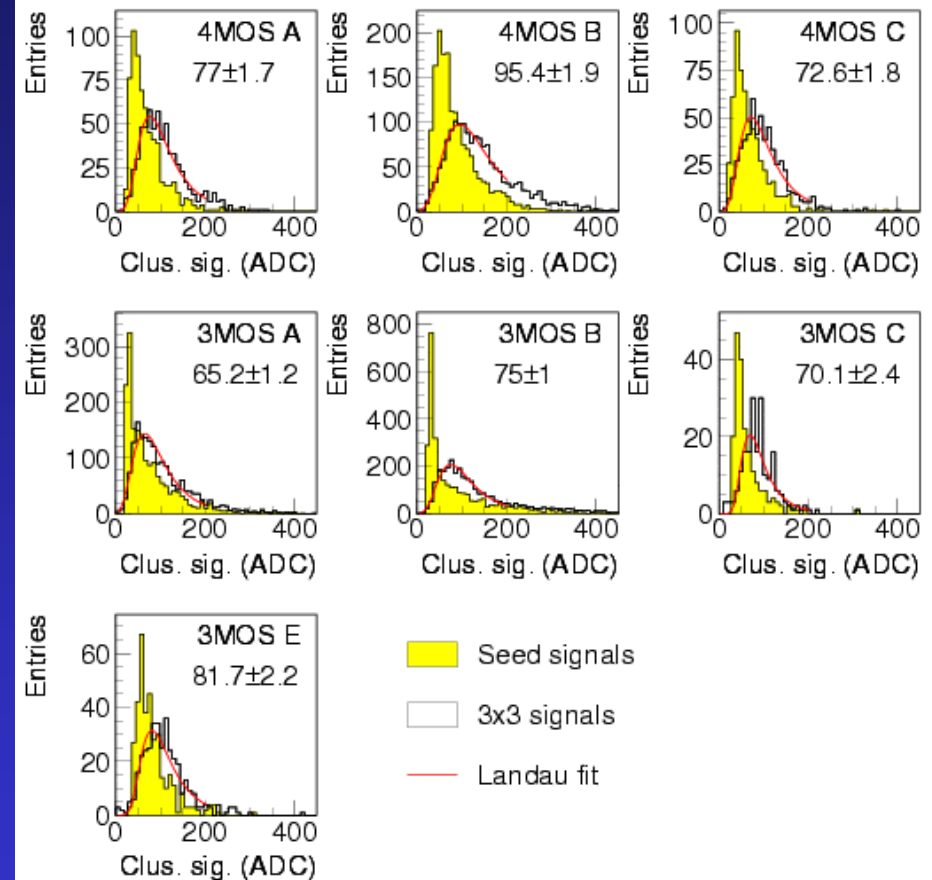 4MOS A
77±1.7
Entries
100
75
50
25
0
0 200 400
Clus. sig. (ADC)
4MOS B
95.4±1.9
Entries
200
150
100
50
0
0 200 400
Clus. sig. (ADC)
4MOS C
72.6±1.8
Entries
100
75
50
25
0
0 200 400
Clus. sig. (ADC)
3MOS A
65.2±1.2
Entries
300
200
100
0
0 200 400
Clus. sig. (ADC)
3MOS B
75±1
Entries
800
600
400
200
0
0 200 400
Clus. sig. (ADC)
3MOS C
70.1±2.4
Entries
40
20
0
0 200 400
Clus. sig. (ADC)
3MOS E
81.7±2.2
Entries
60
40
20
0
0 200 400
Clus. sig. (ADC)
Seed signals
3x3 signals
Landau fit